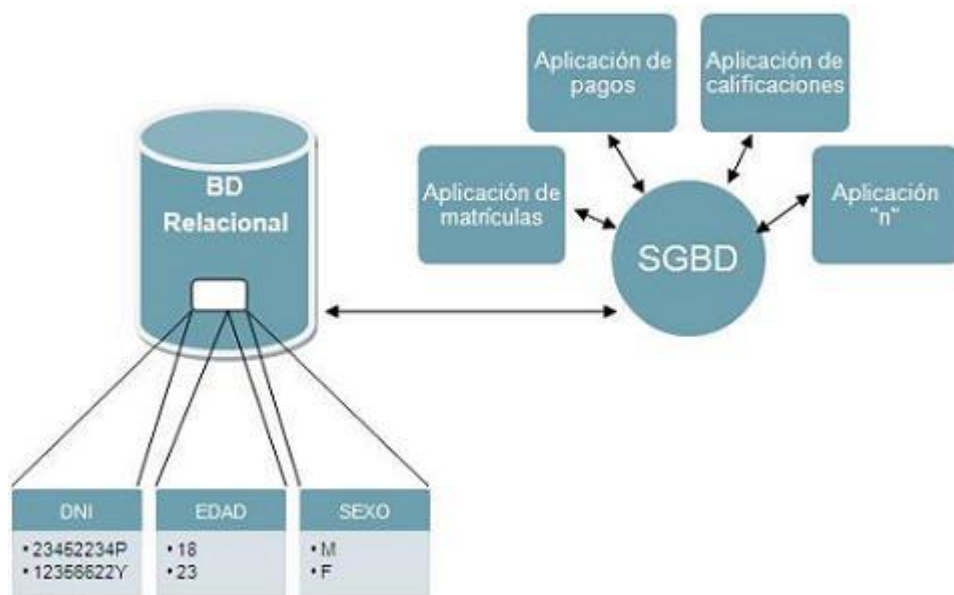 Aplicación de
pagos
Aplicación de
calificaciones
BD
Relacional
Aplicación de
matrículas
Aplicación
"n"
SGBD
DNI
EDAD
SEXO
• 23452234P
• 18
• M
• 12356622Y
• 23
• F